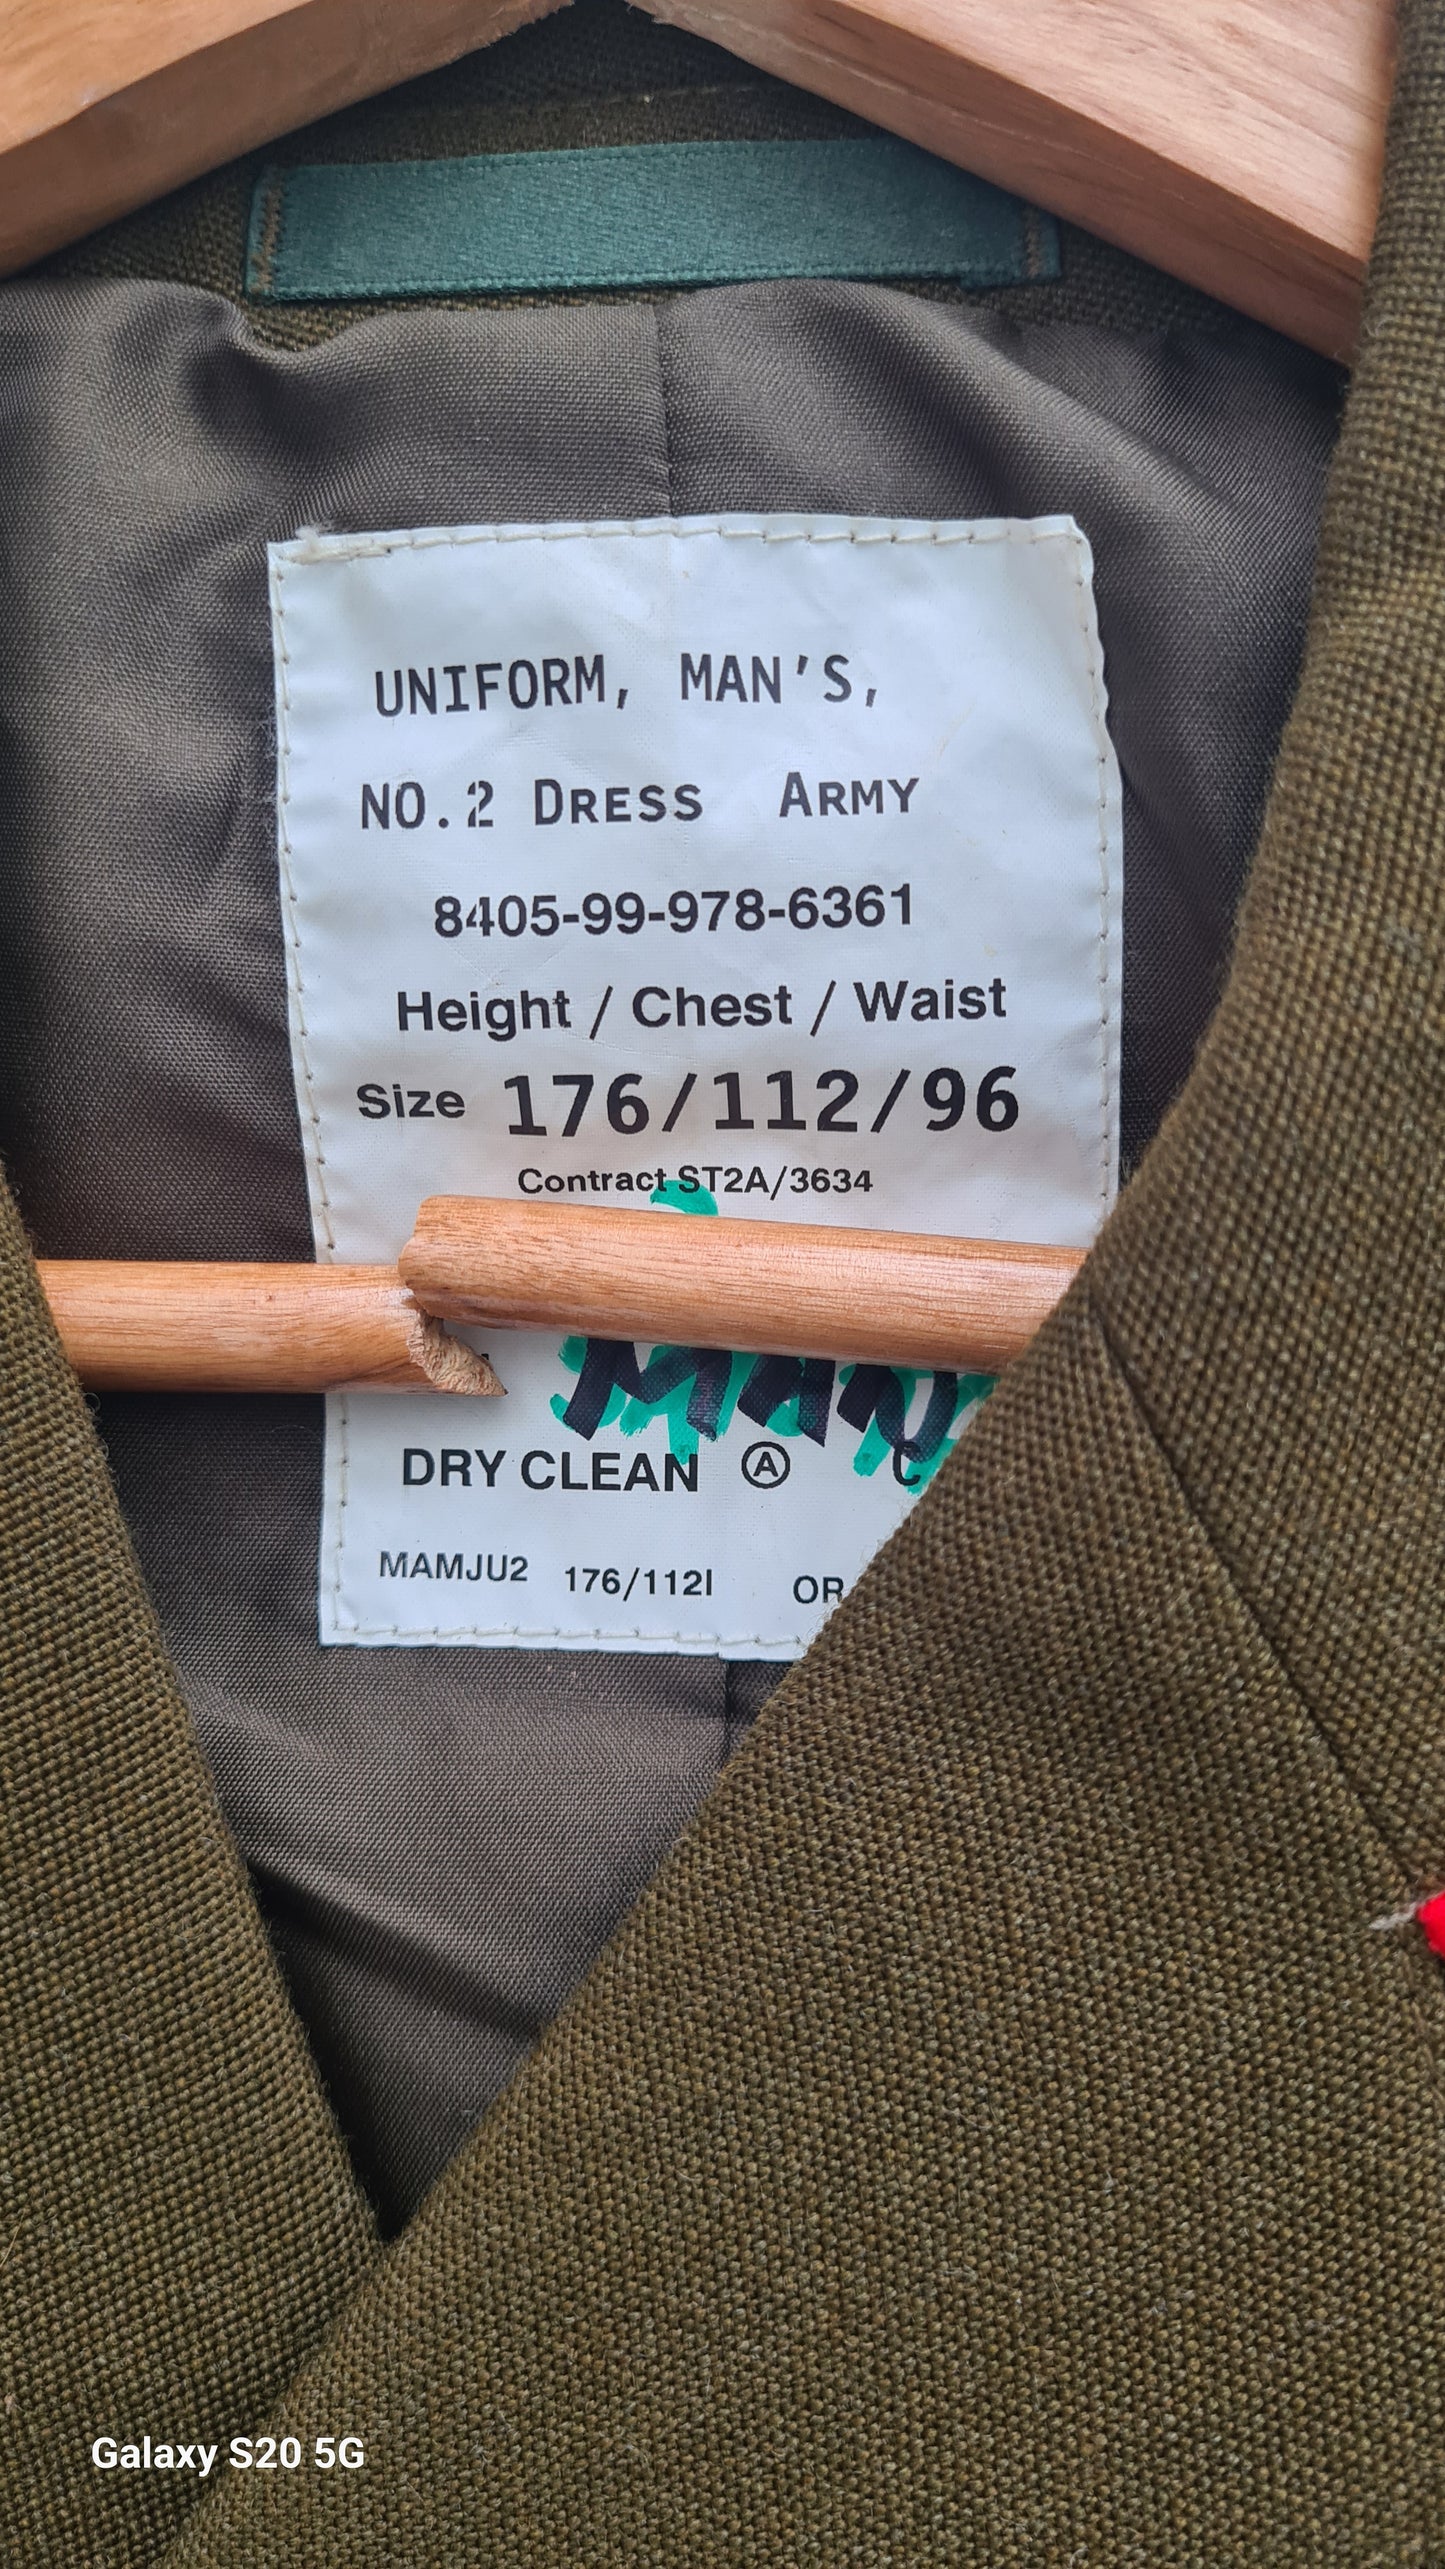 UNIFORM, MAN'S,
NO.2 DRESS ARMY
8405-99-978-6361
Height / Chest / Waist
Size 176/112/96
Contract ST2A/3634
DRY CLEAN Ⓐ C
MAMJU2 176/112l OR
Galaxy S20 5G